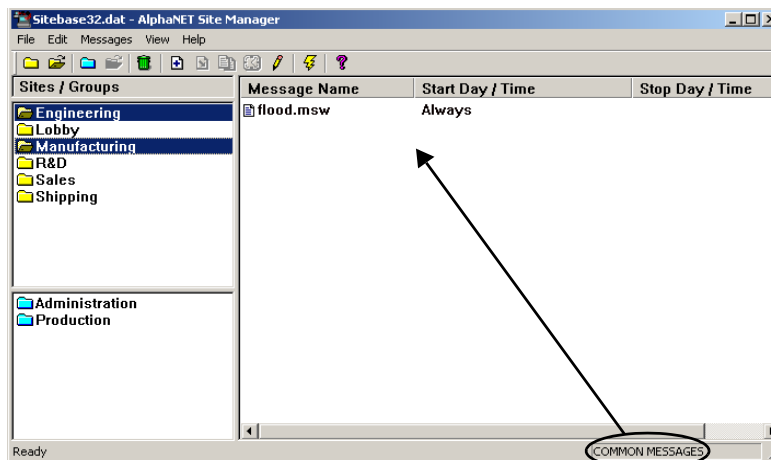 Sitebase32.dat - AlphaNET Site Manager
File Edit Messages View Help
Sites / Groups
Message Name Start Day / Time Stop Day / Time
Engineering
flood.msw Always
Lobby
Manufacturing
R&D
Sales
Shipping
Administration
Production
Ready COMMON MESSAGES